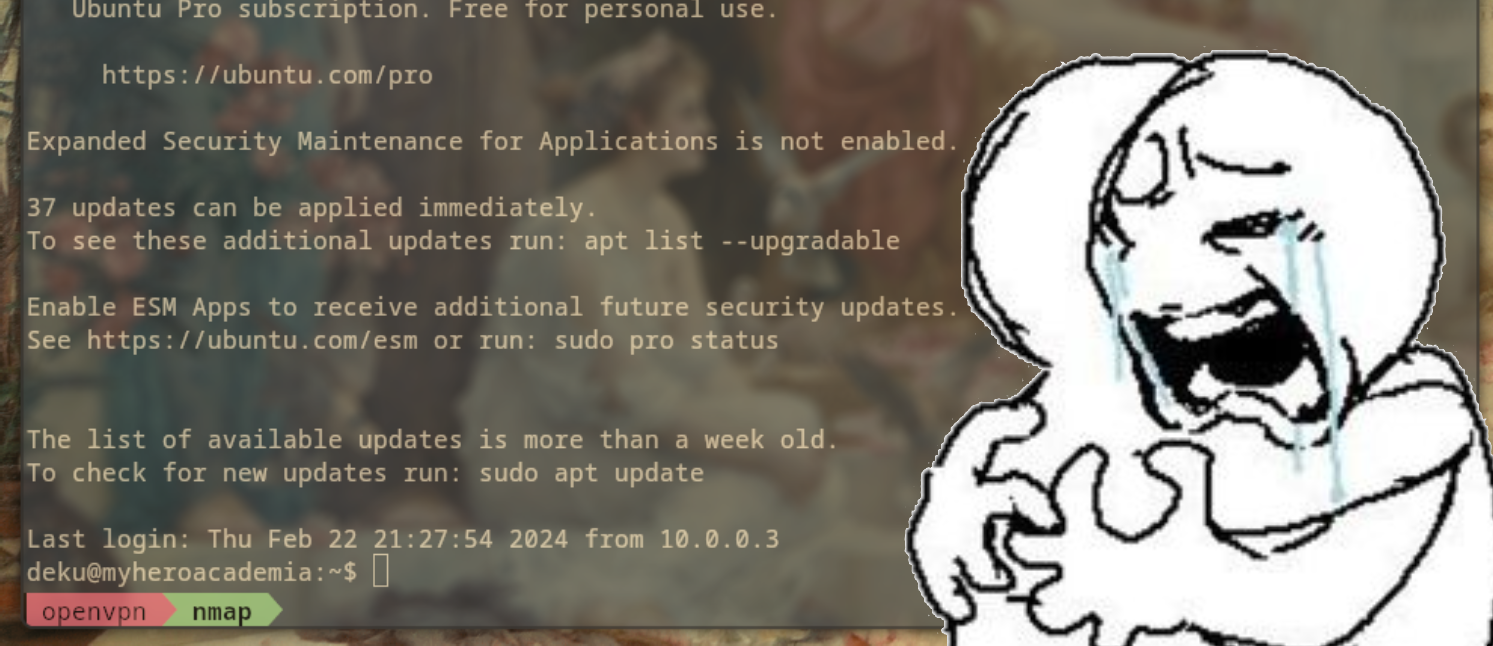 Ubuntu Pro subscription. Free for personal use.
https://ubuntu.com/pro
Expanded Security Maintenance for Applications is not enabled.
37 updates can be applied immediately.
To see these additional updates run: apt list --upgradable
Enable ESM Apps to receive additional future security updates.
See https://ubuntu.com/esm or run: sudo pro status
The list of available updates is more than a week old.
To check for new updates run: sudo apt update
Last login: Thu Feb 22 21:27:54 2024 from 10.0.0.3
deku@myheroacademia:~$
openvpn nmap